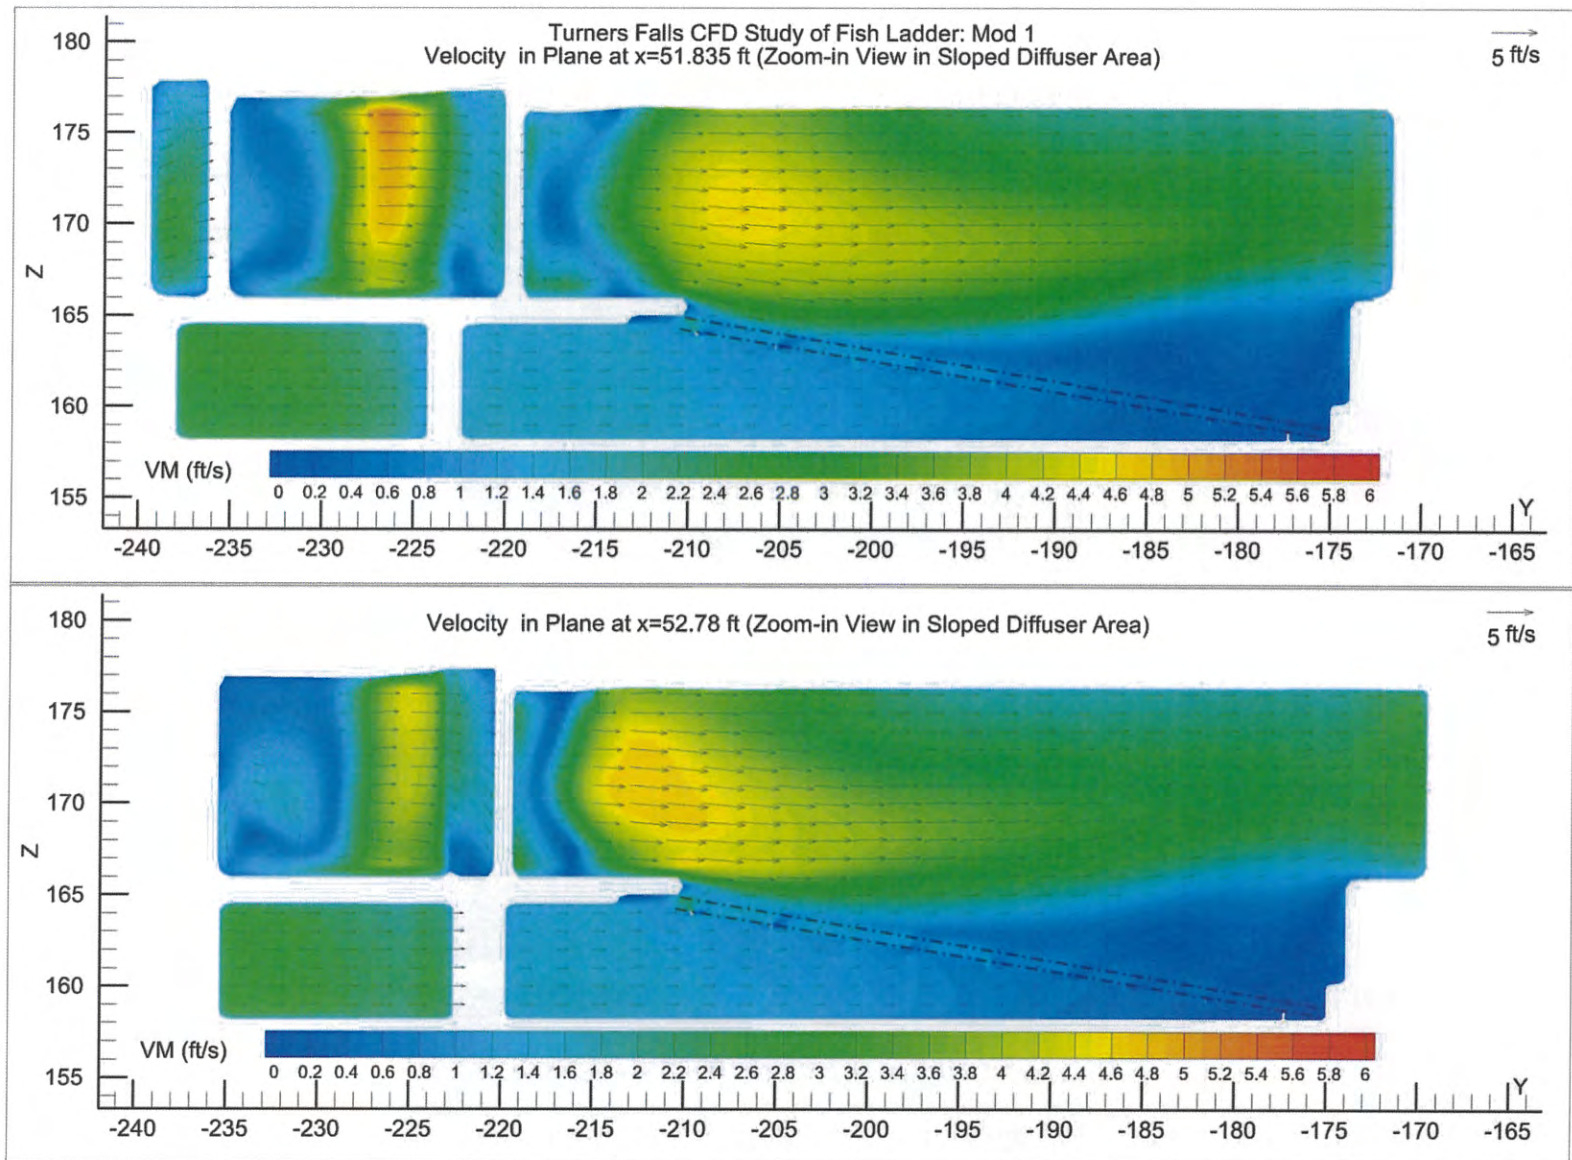 Turners Falls CFD Study of Fish Ladder: Mod 1
Velocity in Plane at x=51.835 ft (Zoom-in View in Sloped Diffuser Area)
5 ft/s
180
175
170
165
160
155
Z
VM (ft/s)
0 0.2 0.4 0.6 0.8 1 1.2 1.4 1.6 1.8 2 2.2 2.4 2.6 2.8 3 3.2 3.4 3.6 3.8 4 4.2 4.4 4.6 4.8 5 5.2 5.4 5.6 5.8 6
Y
-240 -235 -230 -225 -220 -215 -210 -205 -200 -195 -190 -185 -180 -175 -170 -165
Velocity in Plane at x=52.78 ft (Zoom-in View in Sloped Diffuser Area)
5 ft/s
180
175
170
165
160
155
Z
VM (ft/s)
0 0.2 0.4 0.6 0.8 1 1.2 1.4 1.6 1.8 2 2.2 2.4 2.6 2.8 3 3.2 3.4 3.6 3.8 4 4.2 4.4 4.6 4.8 5 5.2 5.4 5.6 5.8 6
Y
-240 -235 -230 -225 -220 -215 -210 -205 -200 -195 -190 -185 -180 -175 -170 -165